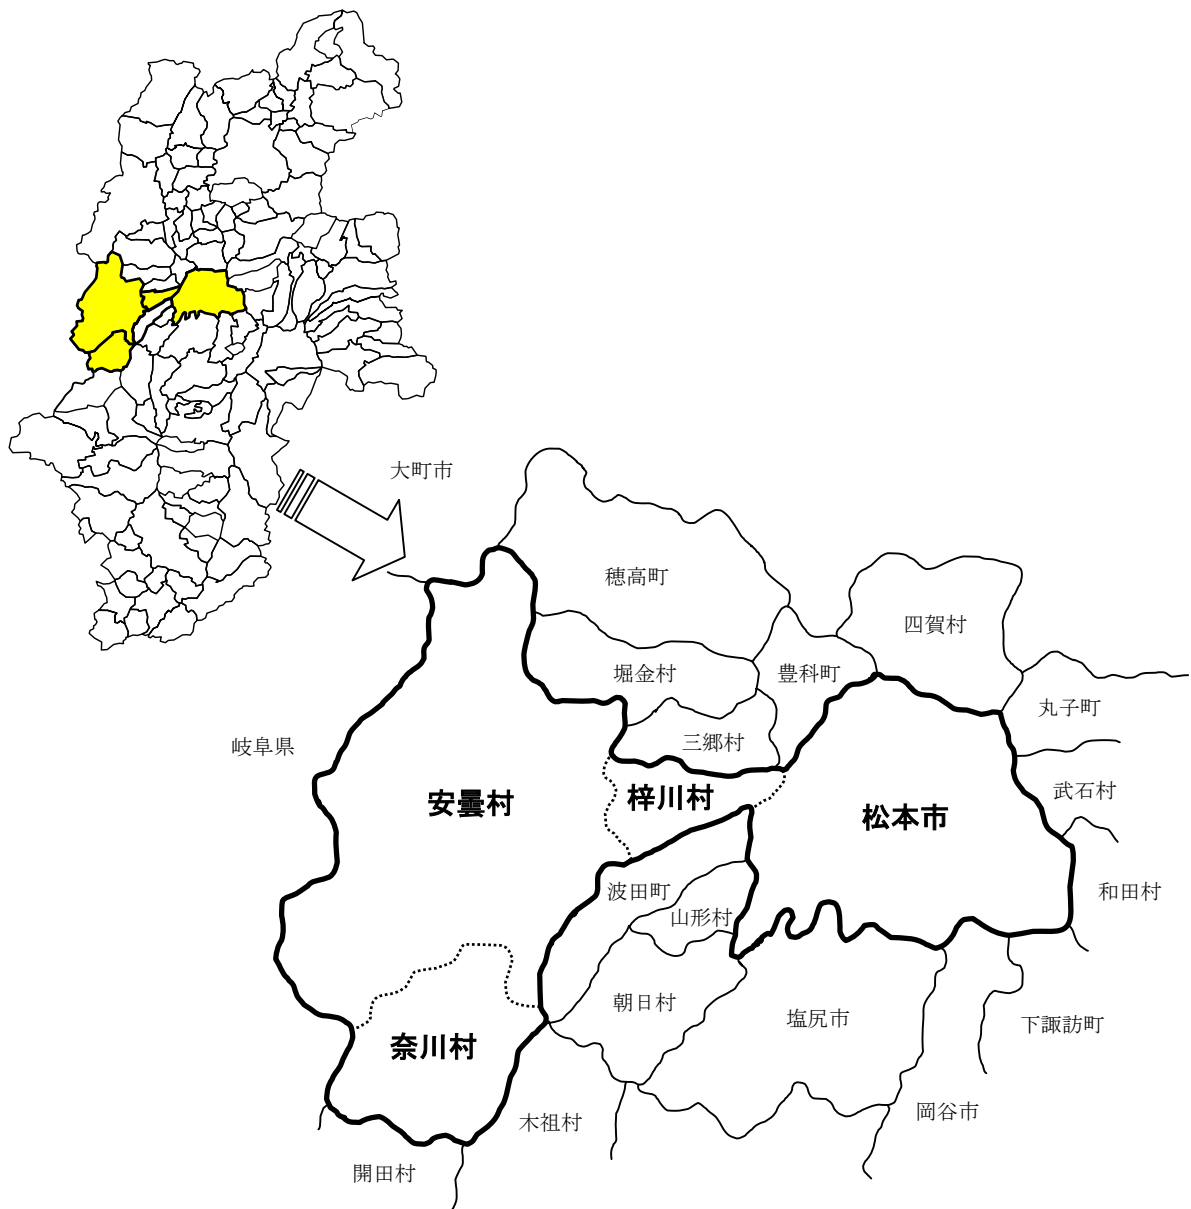 大町市
穂高町
四賀村
堀金村
豊科町
丸子町
三郷村
岐阜県
武石村
安曇村
梓川村
松本市
波田町
和田村
山形村
朝日村
塩尻市
下諏訪町
奈川村
岡谷市
木祖村
開田村